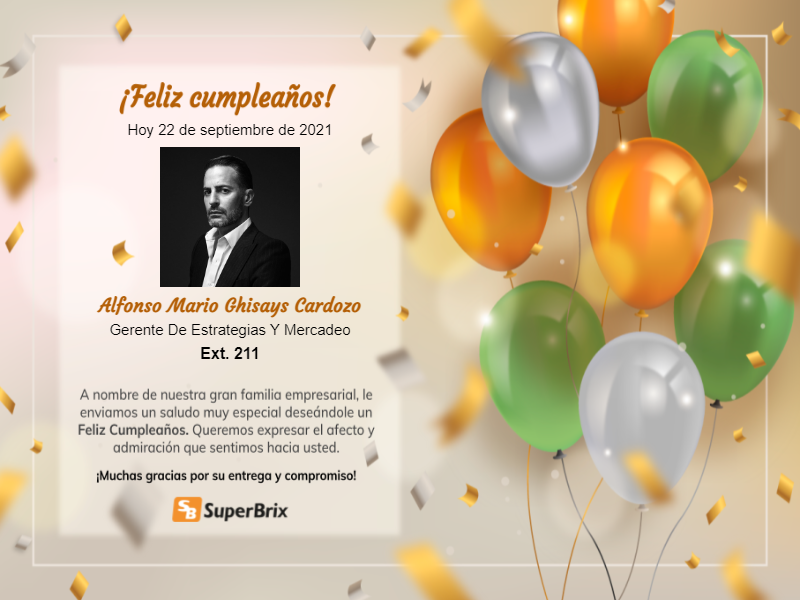 ¡Feliz cumpleaños!
Hoy 22 de septiembre de 2021
Alfonso Mario Ghisays Cardozo
Gerente De Estrategias Y Mercadeo
Ext. 211
A nombre de nuestra gran familia empresarial, le
enviamos un saludo muy especial deseándole un
Feliz Cumpleaños. Queremos expresar el afecto y
admiración que sentimos hacia usted.
¡Muchas gracias por su entrega y compromiso!
SB SuperBrix